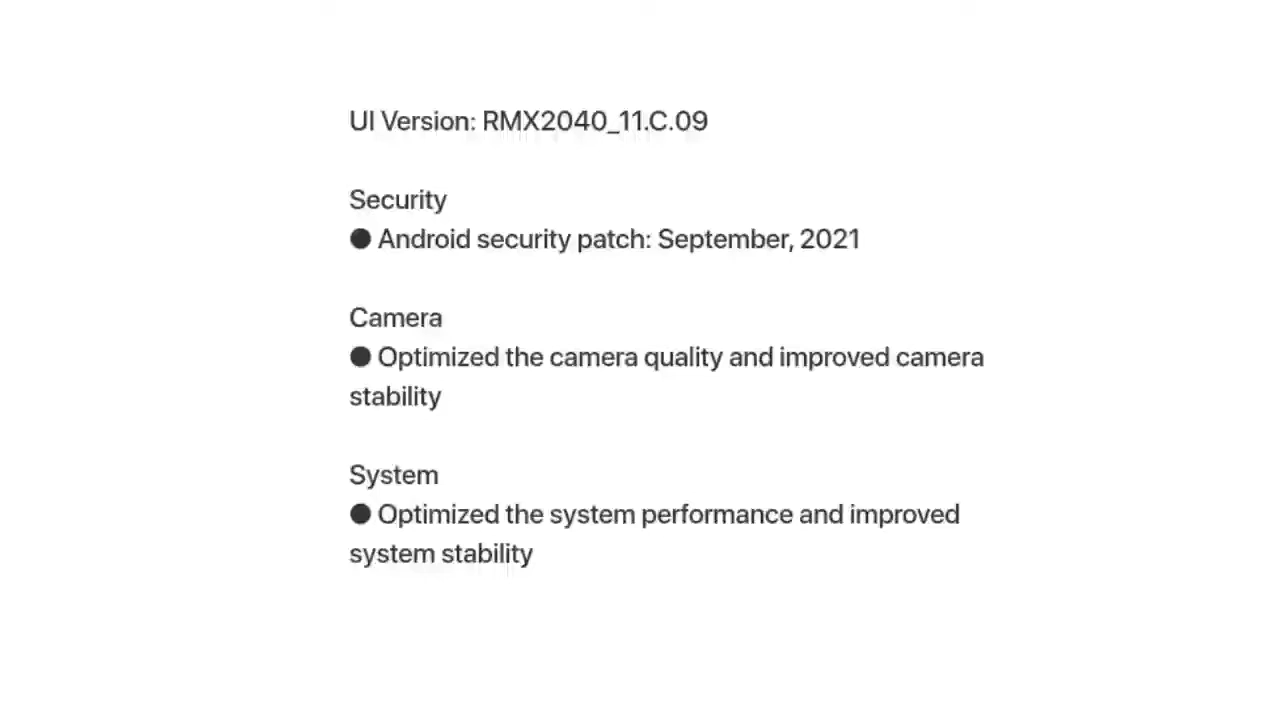 UI Version: RMX2040_11.C.09
Security
● Android security patch: September, 2021
Camera
● Optimized the camera quality and improved camera
stability
System
● Optimized the system performance and improved
system stability